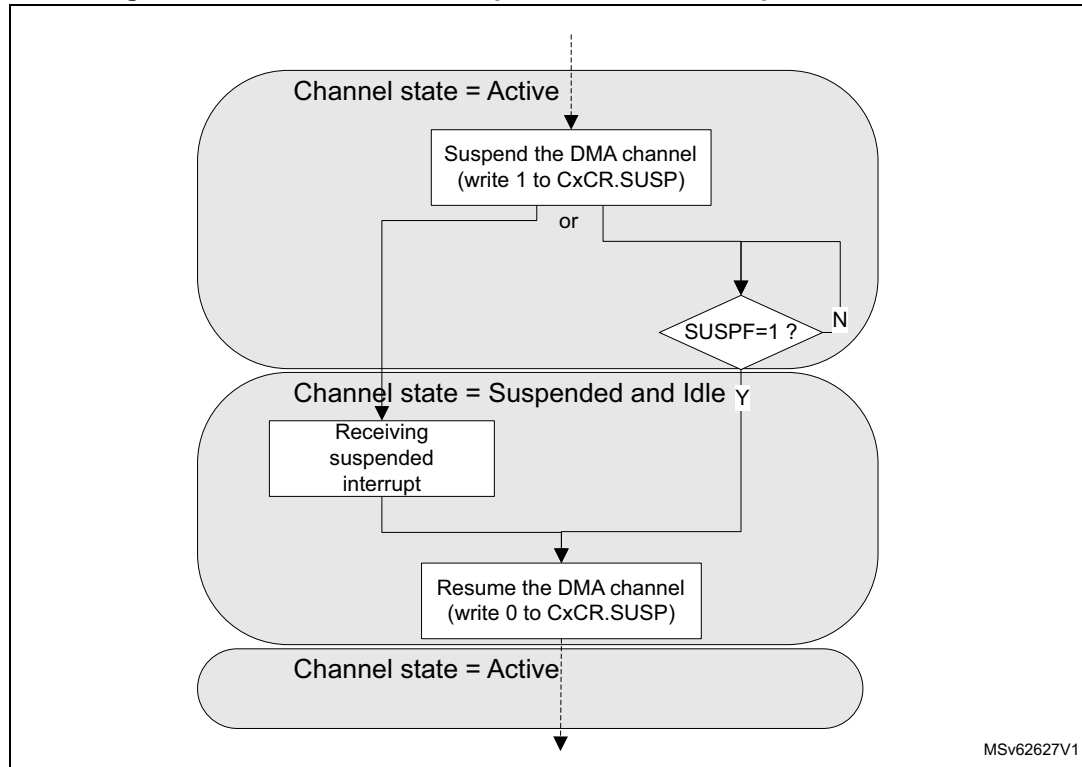 Channel state = Active
Suspend the DMA channel
(write 1 to CxCR.SUSP)
or
SUSPF=1 ?
N
Channel state = Suspended and Idle
Y
Receiving
suspended
interrupt
Resume the DMA channel
(write 0 to CxCR.SUSP)
Channel state = Active
MSv62627V1